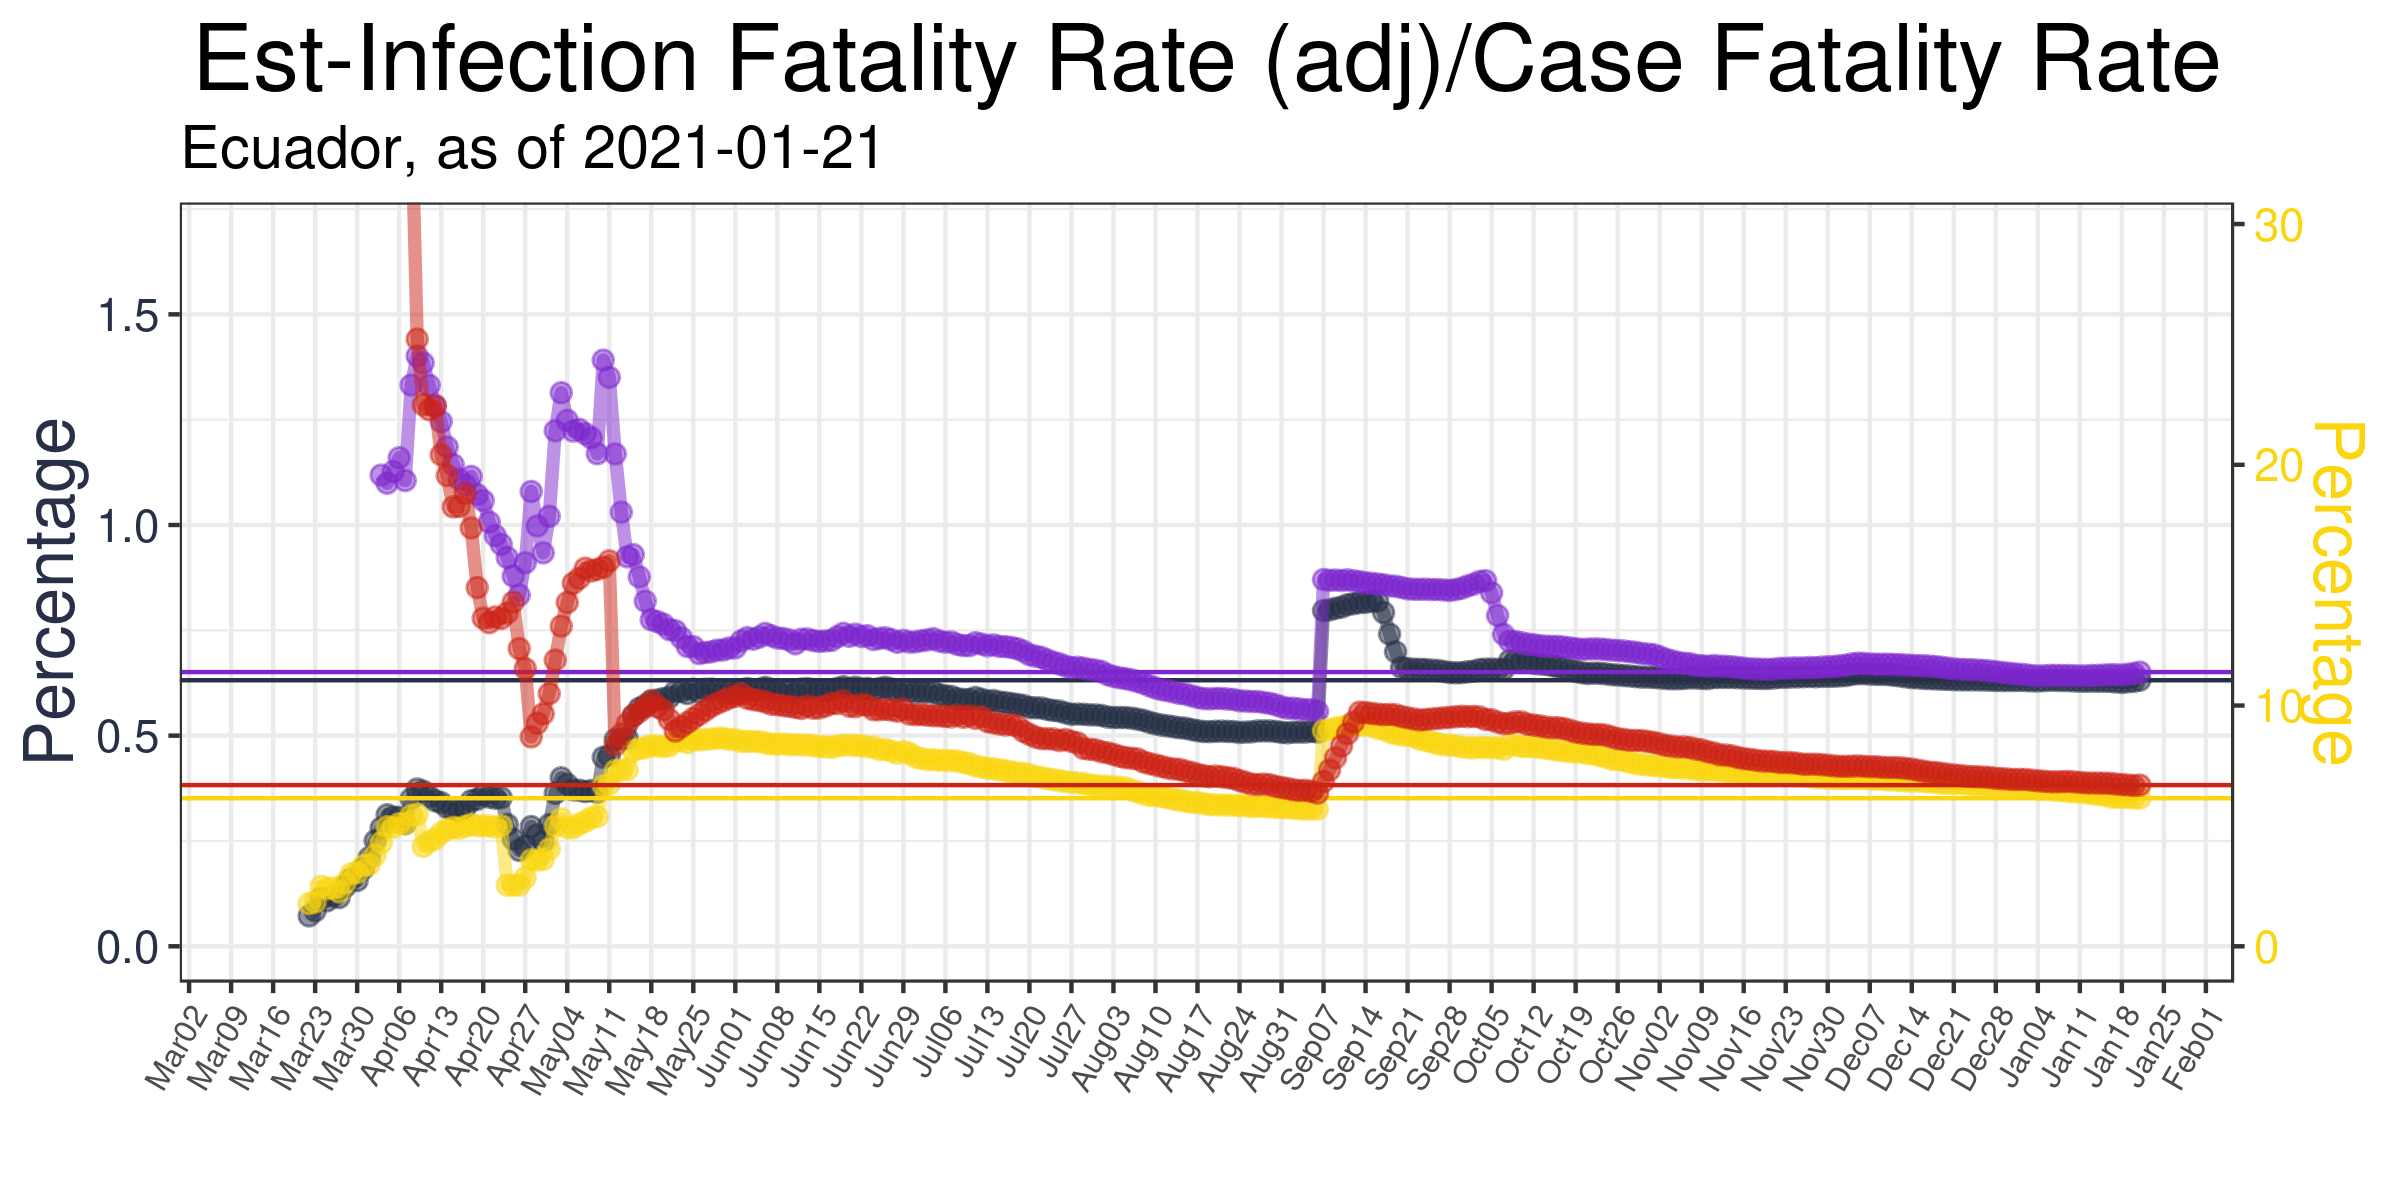 Est-Infection Fatality Rate (adj)/Case Fatality Rate
Ecuador, as of 2021-01-21
Percentage
1.5
1.0
0.5
0.0
30
20
10
0
Percentage
Mar02 Mar09 Mar16 Mar23 Mar30 Apr06 Apr13 Apr20 Apr27 May04 May11 May18 May25 Jun01 Jun08 Jun15 Jun22 Jun29 Jul06 Jul13 Jul20 Jul27 Aug03 Aug10 Aug17 Aug24 Aug31 Sep07 Sep14 Sep21 Sep28 Oct05 Oct12 Oct19 Oct26 Nov02 Nov09 Nov16 Nov23 Nov30 Dec07 Dec14 Dec21 Dec28 Jan04 Jan11 Jan18 Jan25 Feb01